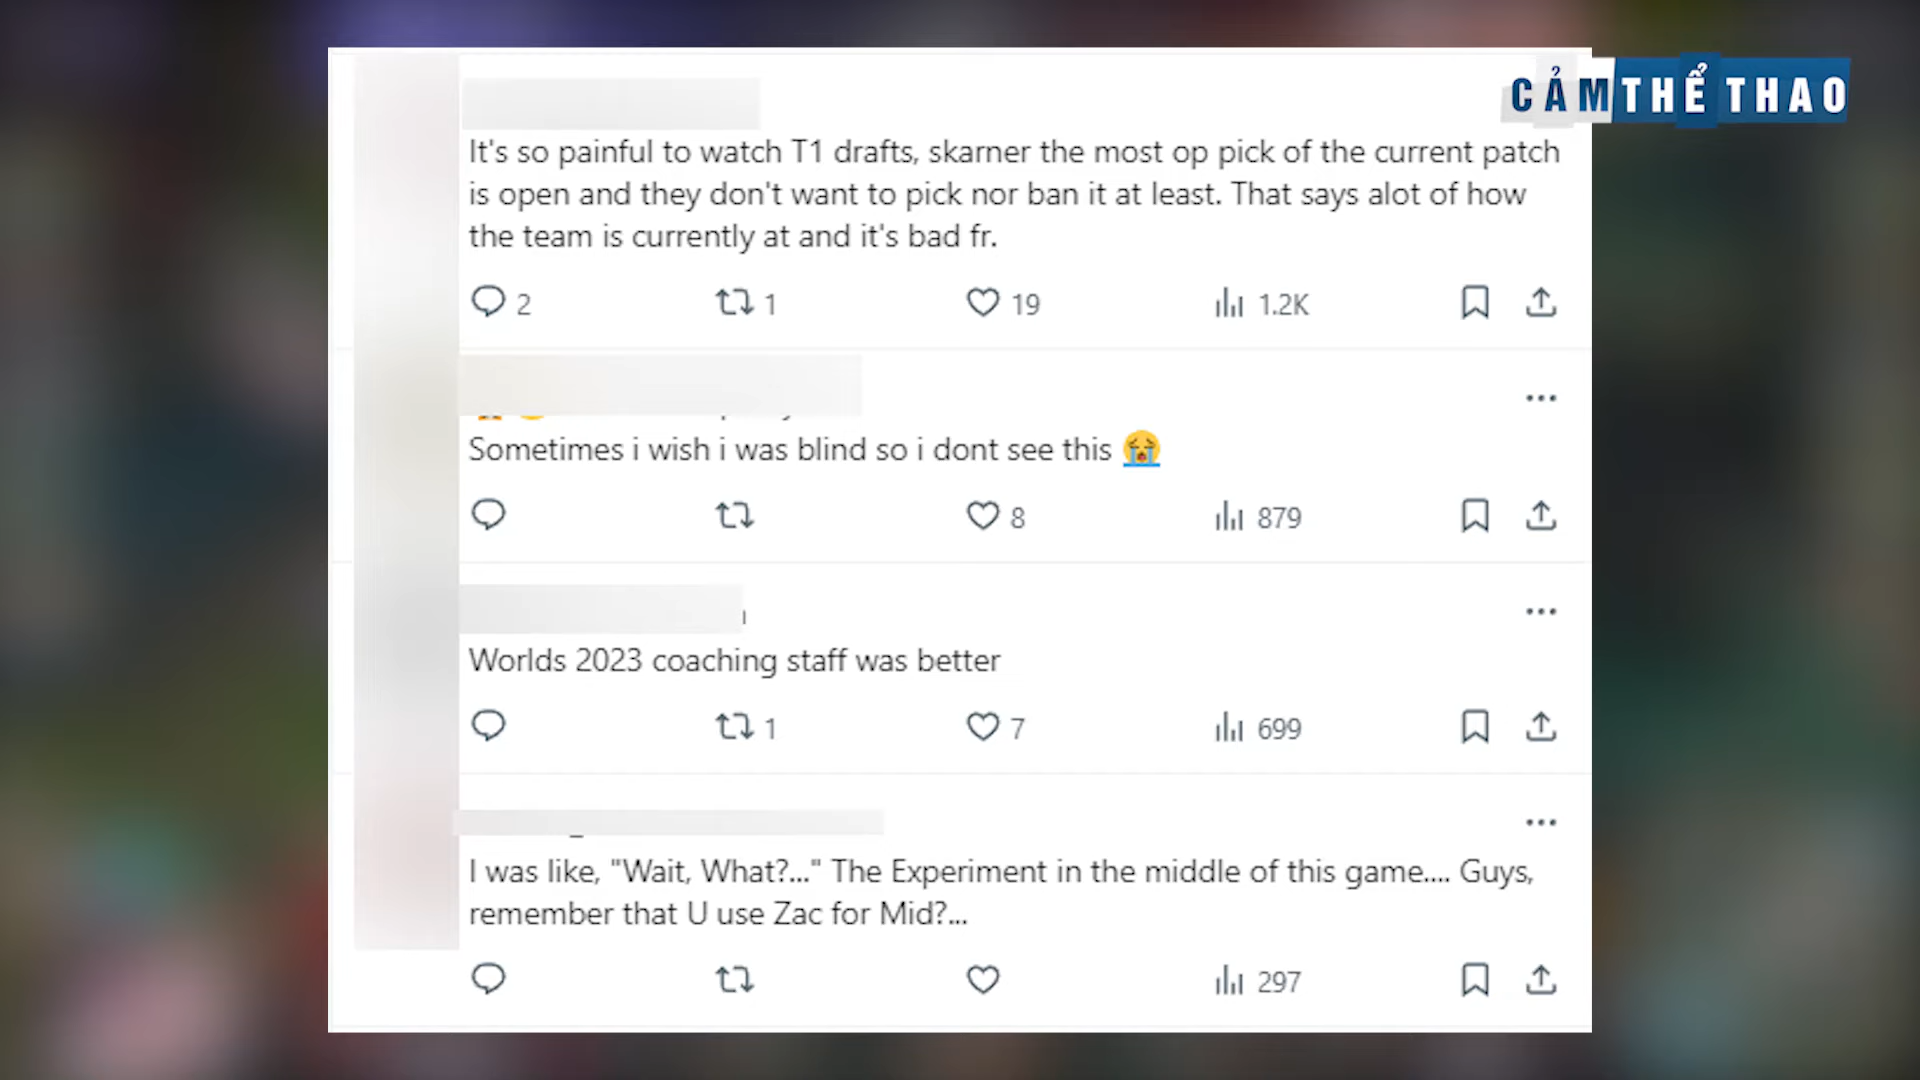 CẢM THỂ THAO
It's so painful to watch T1 drafts, skarner the most op pick of the current patch
is open and they don't want to pick nor ban it at least. That says alot of how
the team is currently at and it's bad fr.
2 1 19 1.2K
Sometimes i wish i was blind so i dont see this 😭
8 879
Worlds 2023 coaching staff was better
1 7 699
I was like, "Wait, What?..." The Experiment in the middle of this game.... Guys,
remember that U use Zac for Mid?...
297